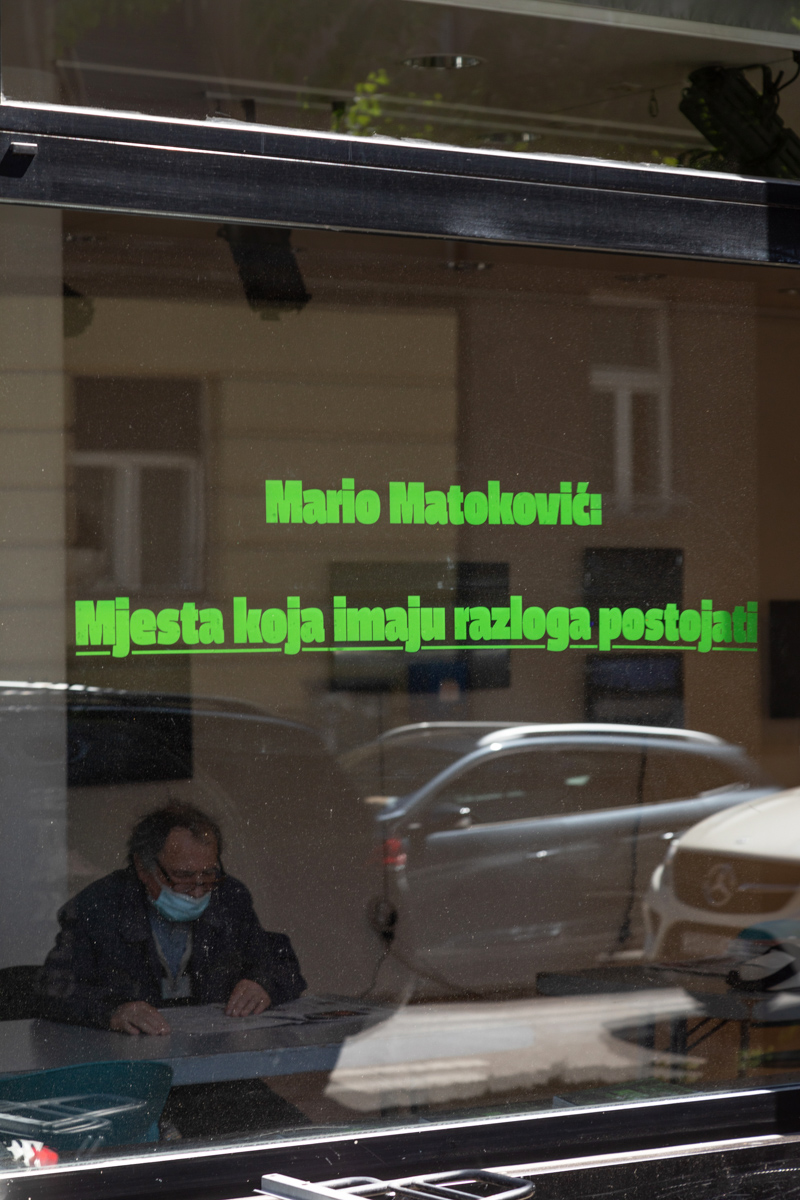 Mario Matoković:
Mjesta koja imaju razloga postojati